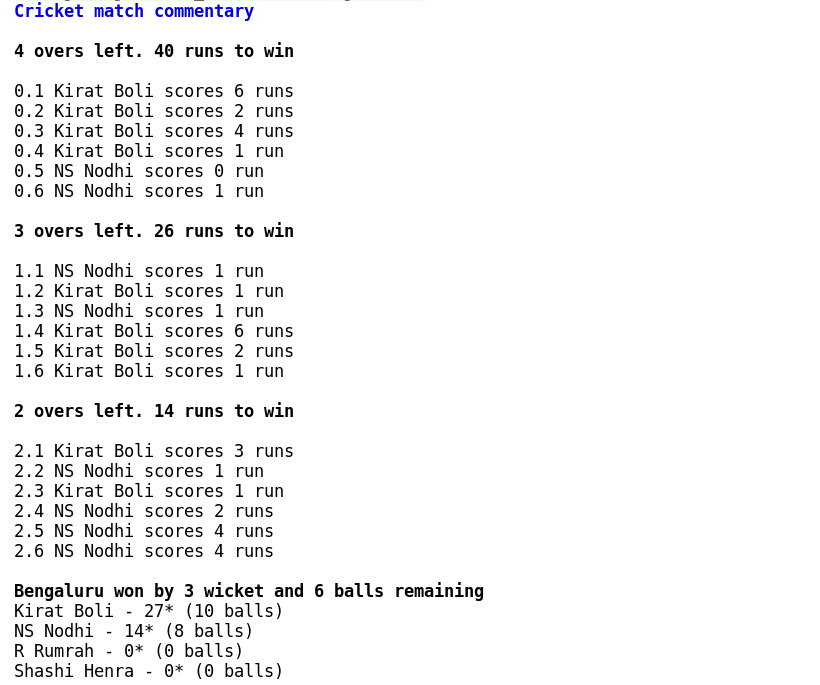 Cricket match commentary
4 overs left. 40 runs to win
0.1 Kirat Boli scores 6 runs
0.2 Kirat Boli scores 2 runs
0.3 Kirat Boli scores 4 runs
0.4 Kirat Boli scores 1 run
0.5 NS Nodhi scores 0 run
0.6 NS Nodhi scores 1 run
3 overs left. 26 runs to win
1.1 NS Nodhi scores 1 run
1.2 Kirat Boli scores 1 run
1.3 NS Nodhi scores 1 run
1.4 Kirat Boli scores 6 runs
1.5 Kirat Boli scores 2 runs
1.6 Kirat Boli scores 1 run
2 overs left. 14 runs to win
2.1 Kirat Boli scores 3 runs
2.2 NS Nodhi scores 1 run
2.3 Kirat Boli scores 1 run
2.4 NS Nodhi scores 2 runs
2.5 NS Nodhi scores 4 runs
2.6 NS Nodhi scores 4 runs
Bengaluru won by 3 wicket and 6 balls remaining
Kirat Boli - 27* (10 balls)
NS Nodhi - 14* (8 balls)
R Rumrah - 0* (0 balls)
Shashi Henra - 0* (0 balls)